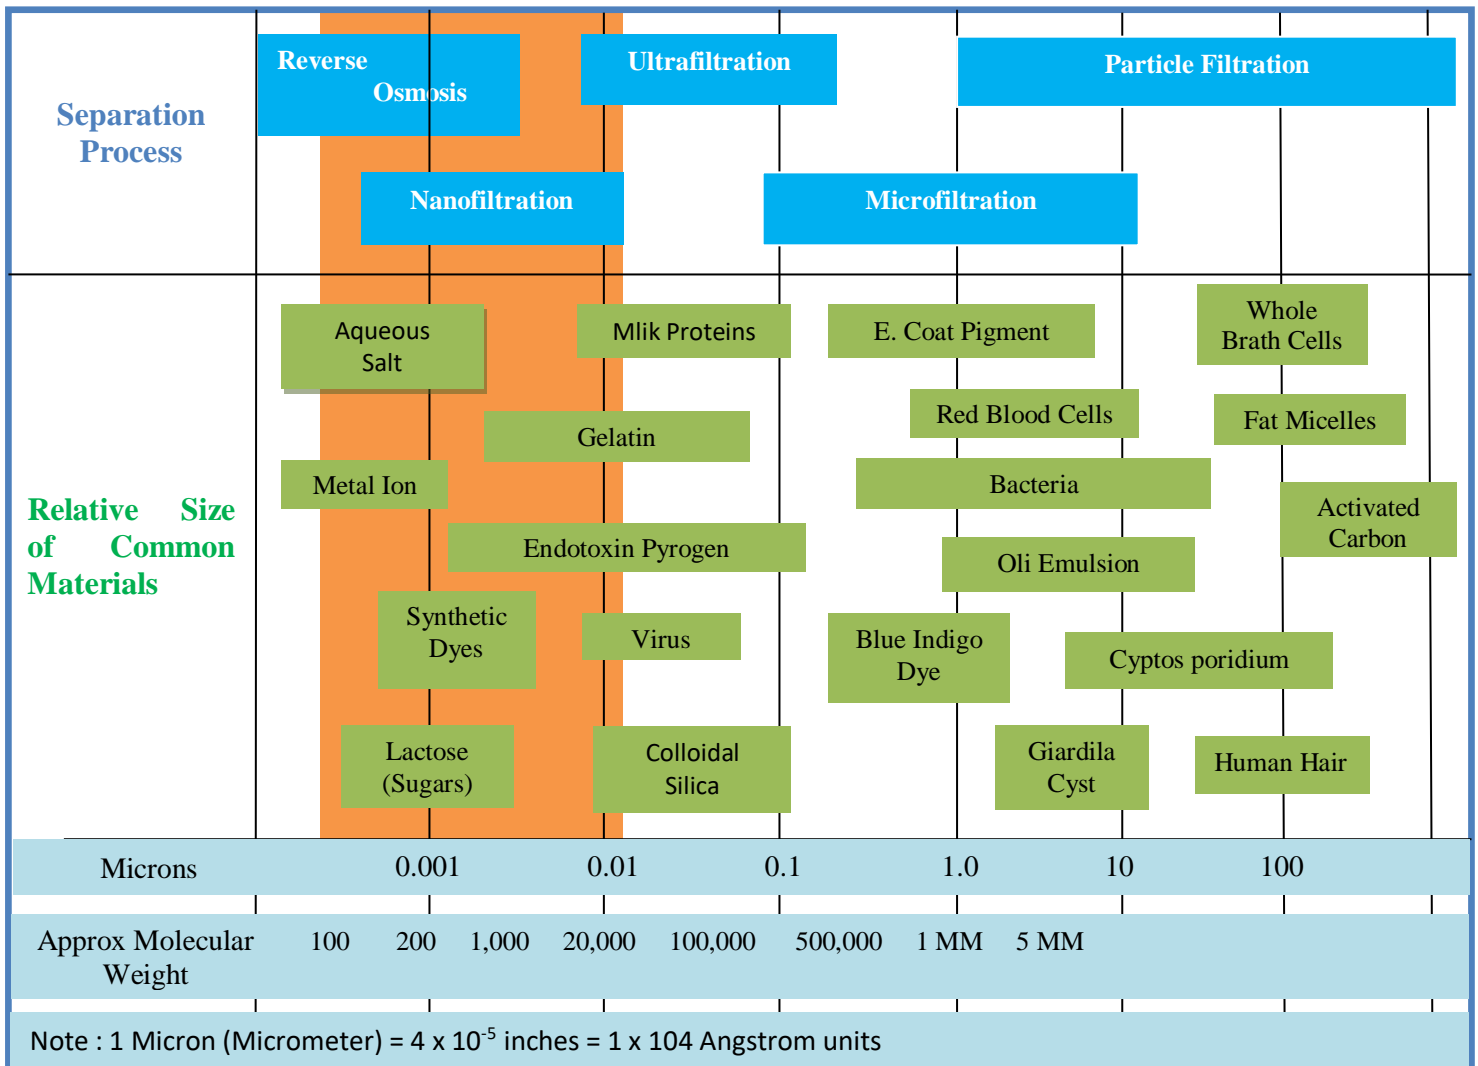 Separation
Process
Reverse
Osmosis
Ultrafiltration
Particle Filtration
Nanofiltration
Microfiltration
Relative Size
of Common
Materials
Aqueous
Salt
Mlik Proteins
E. Coat Pigment
Whole
Brath Cells
Gelatin
Red Blood Cells
Fat Micelles
Metal Ion
Bacteria
Activated
Carbon
Endotoxin Pyrogen
Oli Emulsion
Synthetic
Dyes
Virus
Blue Indigo
Dye
Cyptos poridium
Lactose
(Sugars)
Colloidal
Silica
Giardila
Cyst
Human Hair
Microns 0.001 0.01 0.1 1.0 10 100
Approx Molecular
Weight
100 200 1,000 20,000 100,000 500,000 1 MM 5 MM
Note : 1 Micron (Micrometer) = 4 x 10⁻⁵ inches = 1 x 104 Angstrom units